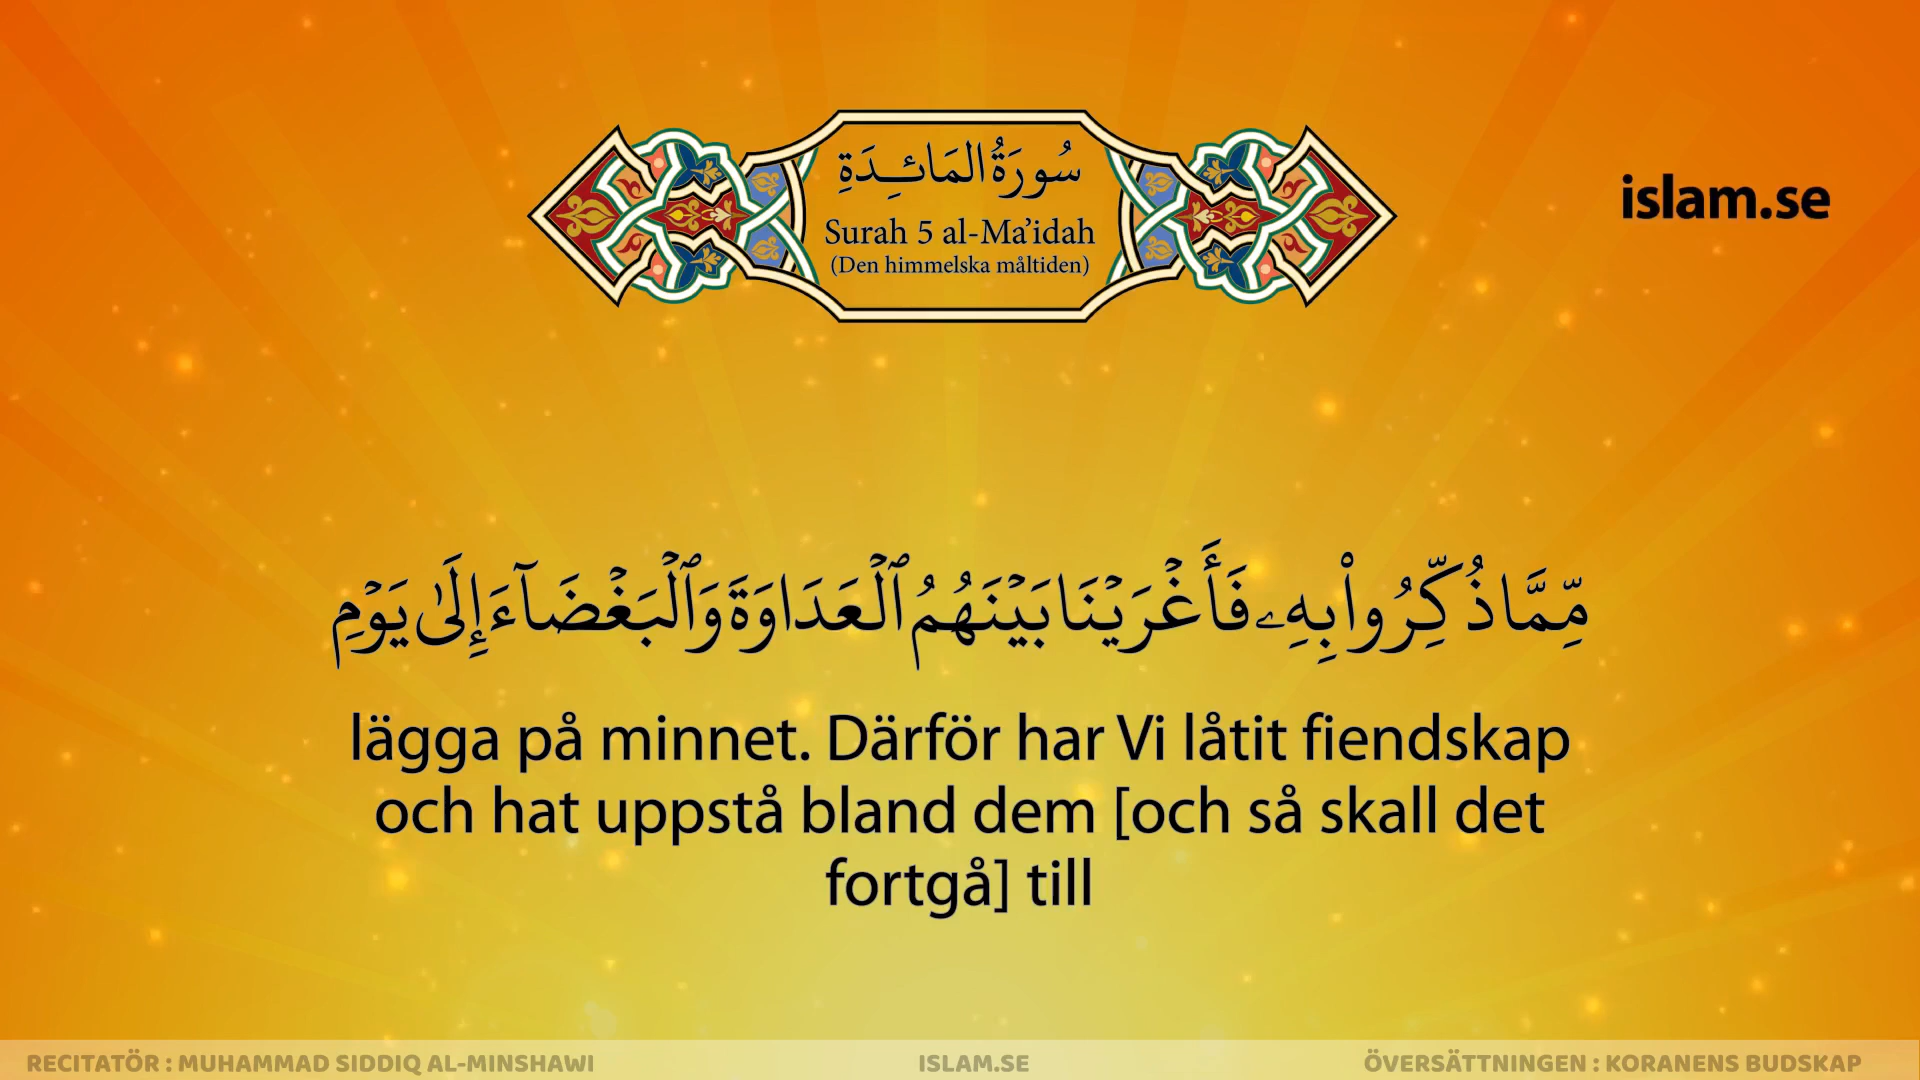 سُورَةُ المَائِدَةِ
Surah 5 al-Ma’idah
(Den himmelska måltiden)
islam.se
مِّمَّا ذُكِّرُوا۟ بِهِۦ فَأَغْرَيْنَا بَيْنَهُمُ ٱلْعَدَاوَةَ وَٱلْبَغْضَآءَ إِلَىٰ يَوْمِ
lägga på minnet. Därför har Vi låtit fiendskap
och hat uppstå bland dem [och så skall det
fortgå] till
RECITATÖR : MUHAMMAD SIDDIQ AL-MINSHAWI
ISLAM.SE
ÖVERSÄTTNINGEN : KORANENS BUDSKAP